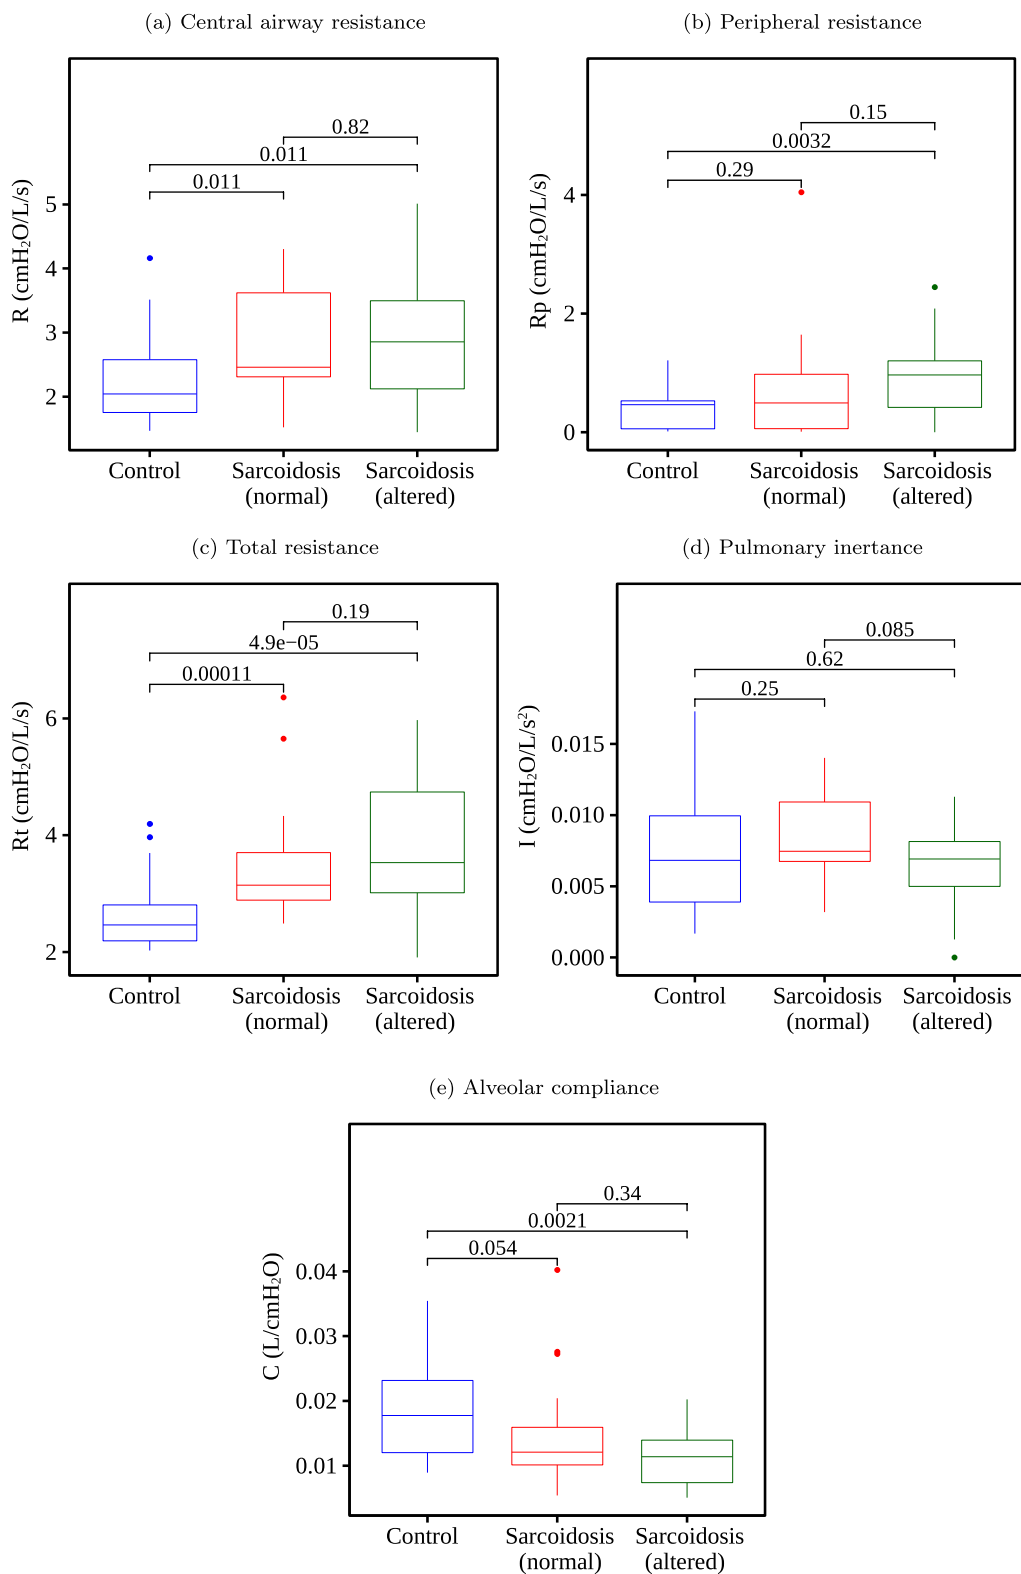 (a) Central airway resistance
R (cmH₂O/L/s)
5
4
3
2
0.82
0.011
0.011
Control
Sarcoidosis
(normal)
Sarcoidosis
(altered)
(b) Peripheral resistance
Rp (cmH₂O/L/s)
4
2
0
0.15
0.0032
0.29
Control
Sarcoidosis
(normal)
Sarcoidosis
(altered)
(c) Total resistance
Rt (cmH₂O/L/s)
6
4
2
0.19
4.9e−05
0.00011
Control
Sarcoidosis
(normal)
Sarcoidosis
(altered)
(d) Pulmonary inertance
I (cmH₂O/L/s²)
0.015
0.010
0.005
0.000
0.085
0.62
0.25
Control
Sarcoidosis
(normal)
Sarcoidosis
(altered)
(e) Alveolar compliance
C (L/cmH₂O)
0.04
0.03
0.02
0.01
0.34
0.0021
0.054
Control
Sarcoidosis
(normal)
Sarcoidosis
(altered)